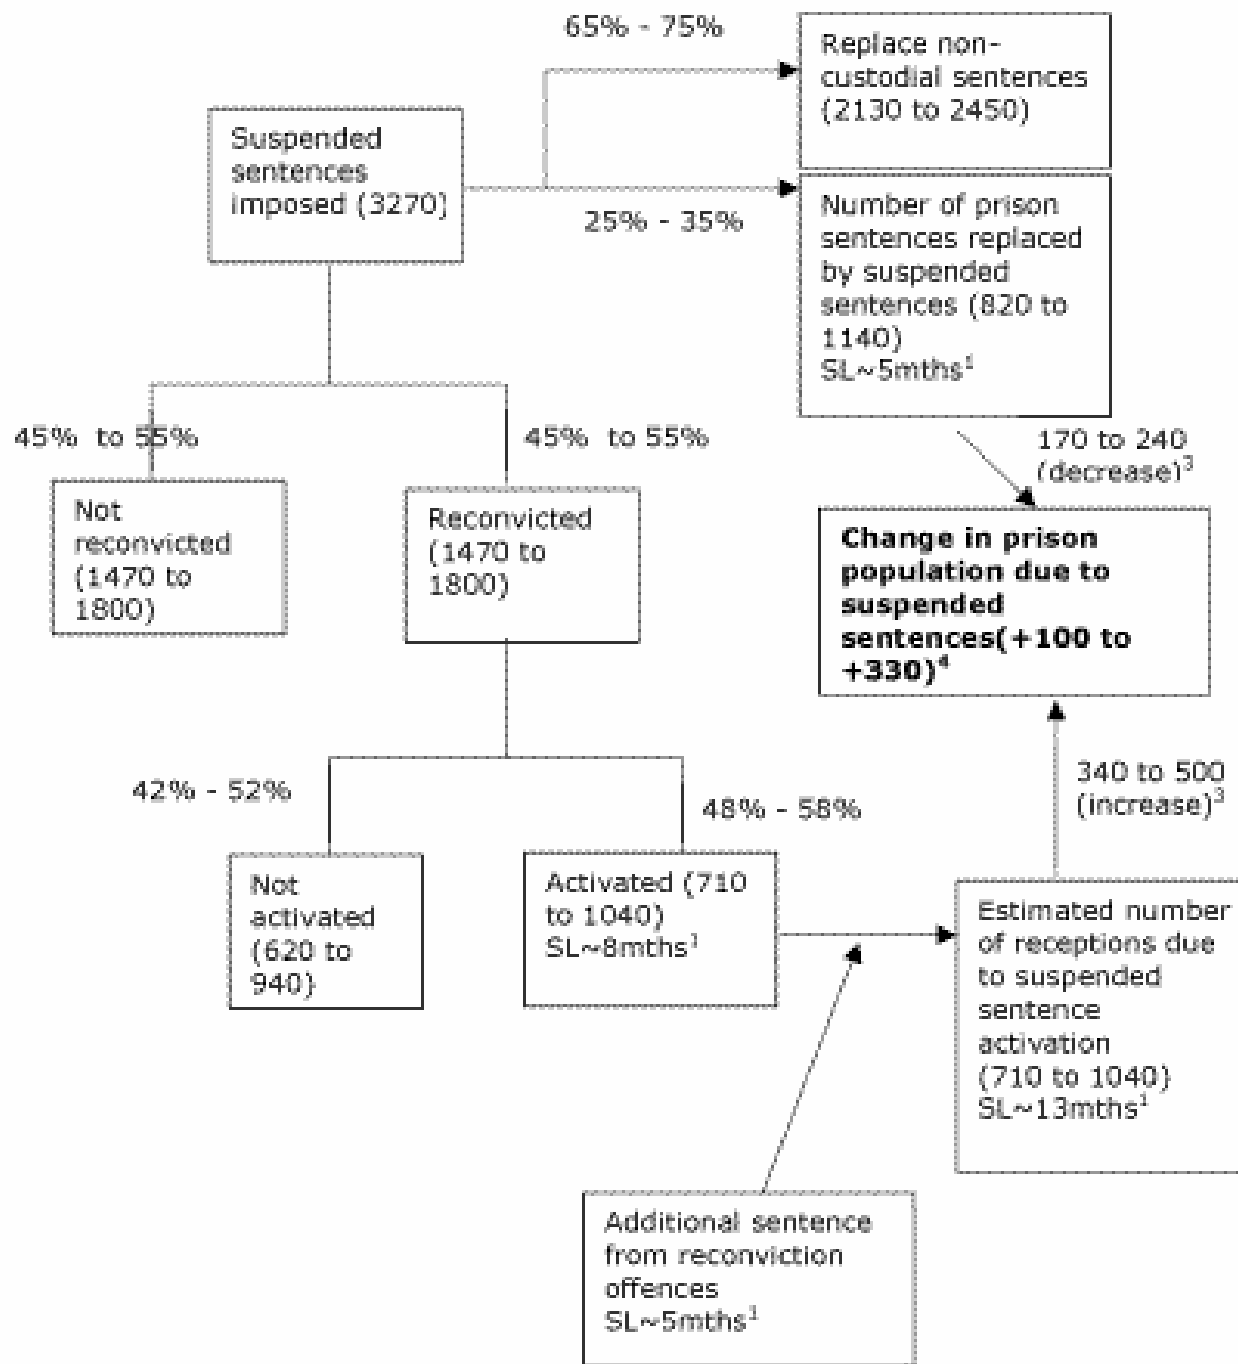 65% - 75%
Replace non-
custodial sentences
(2130 to 2450)
Suspended
sentences
imposed (3270)
25% - 35%
Number of prison
sentences replaced
by suspended
sentences (820 to
1140)
SL~5mths¹
45% to 55%
45% to 55%
170 to 240
(decrease)³
Not
reconvicted
(1470 to
1800)
Reconvicted
(1470 to
1800)
Change in prison
population due to
suspended
sentences(+100 to
+330)⁴
42% - 52%
48% - 58%
340 to 500
(increase)³
Not
activated
(620 to
940)
Activated (710
to 1040)
SL~8mths¹
Estimated number
of receptions due
to suspended
sentence
activation
(710 to 1040)
SL~13mths¹
Additional sentence
from reconviction
offences
SL~5mths¹